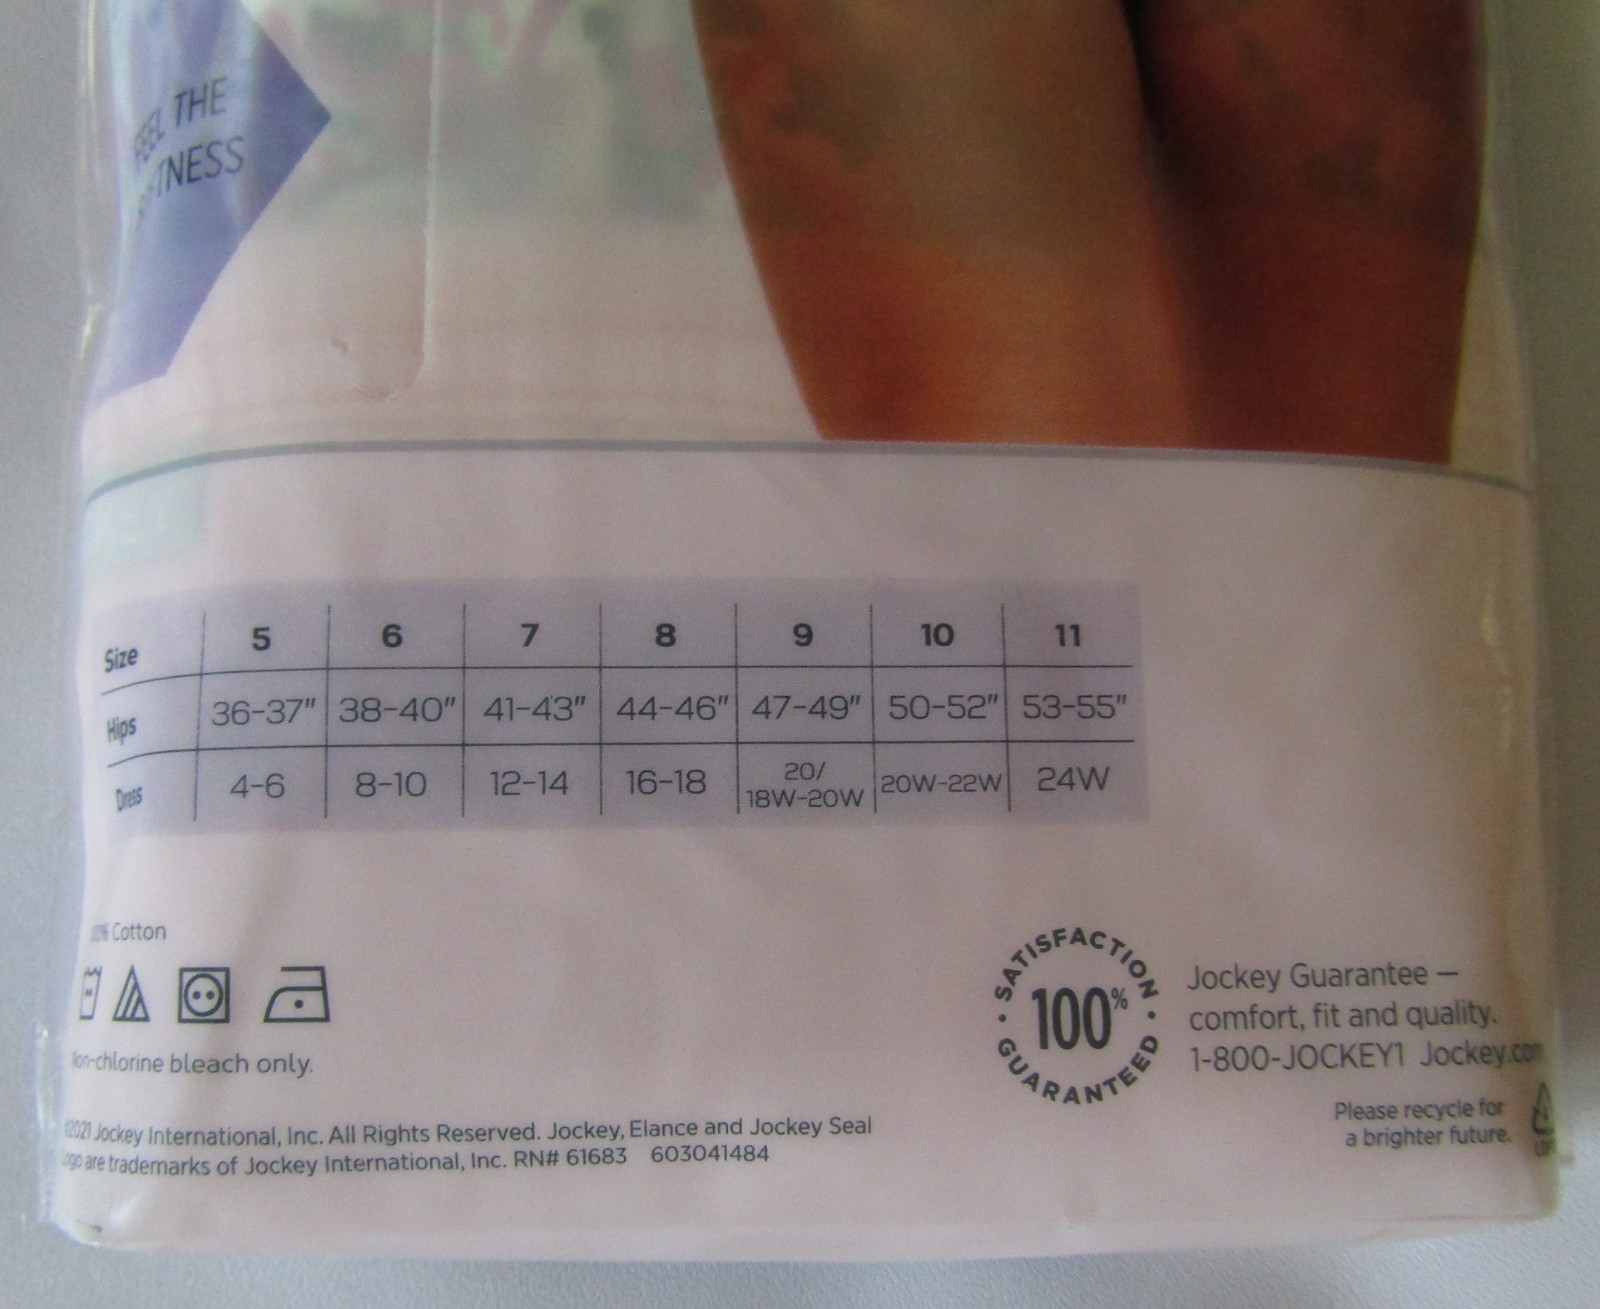 FEEL THE
Size 5 6 7 8 9 10 11
Hips 36-37" 38-40" 41-43" 44-46" 47-49" 50-52" 53-55"
Dress 4-6 8-10 12-14 16-18 20/ 18W-20W 20W-22W 24W
100% Cotton
Non-chlorine bleach only.
©2021 Jockey International, Inc. All Rights Reserved. Jockey, Elance and Jockey Seal
Logo are trademarks of Jockey International, Inc. RN# 61683 603041484
SATISFACTION
100%
GUARANTEED
Jockey Guarantee —
comfort, fit and quality.
1-800-JOCKEY1 Jockey.com
Please recycle for
a brighter future.